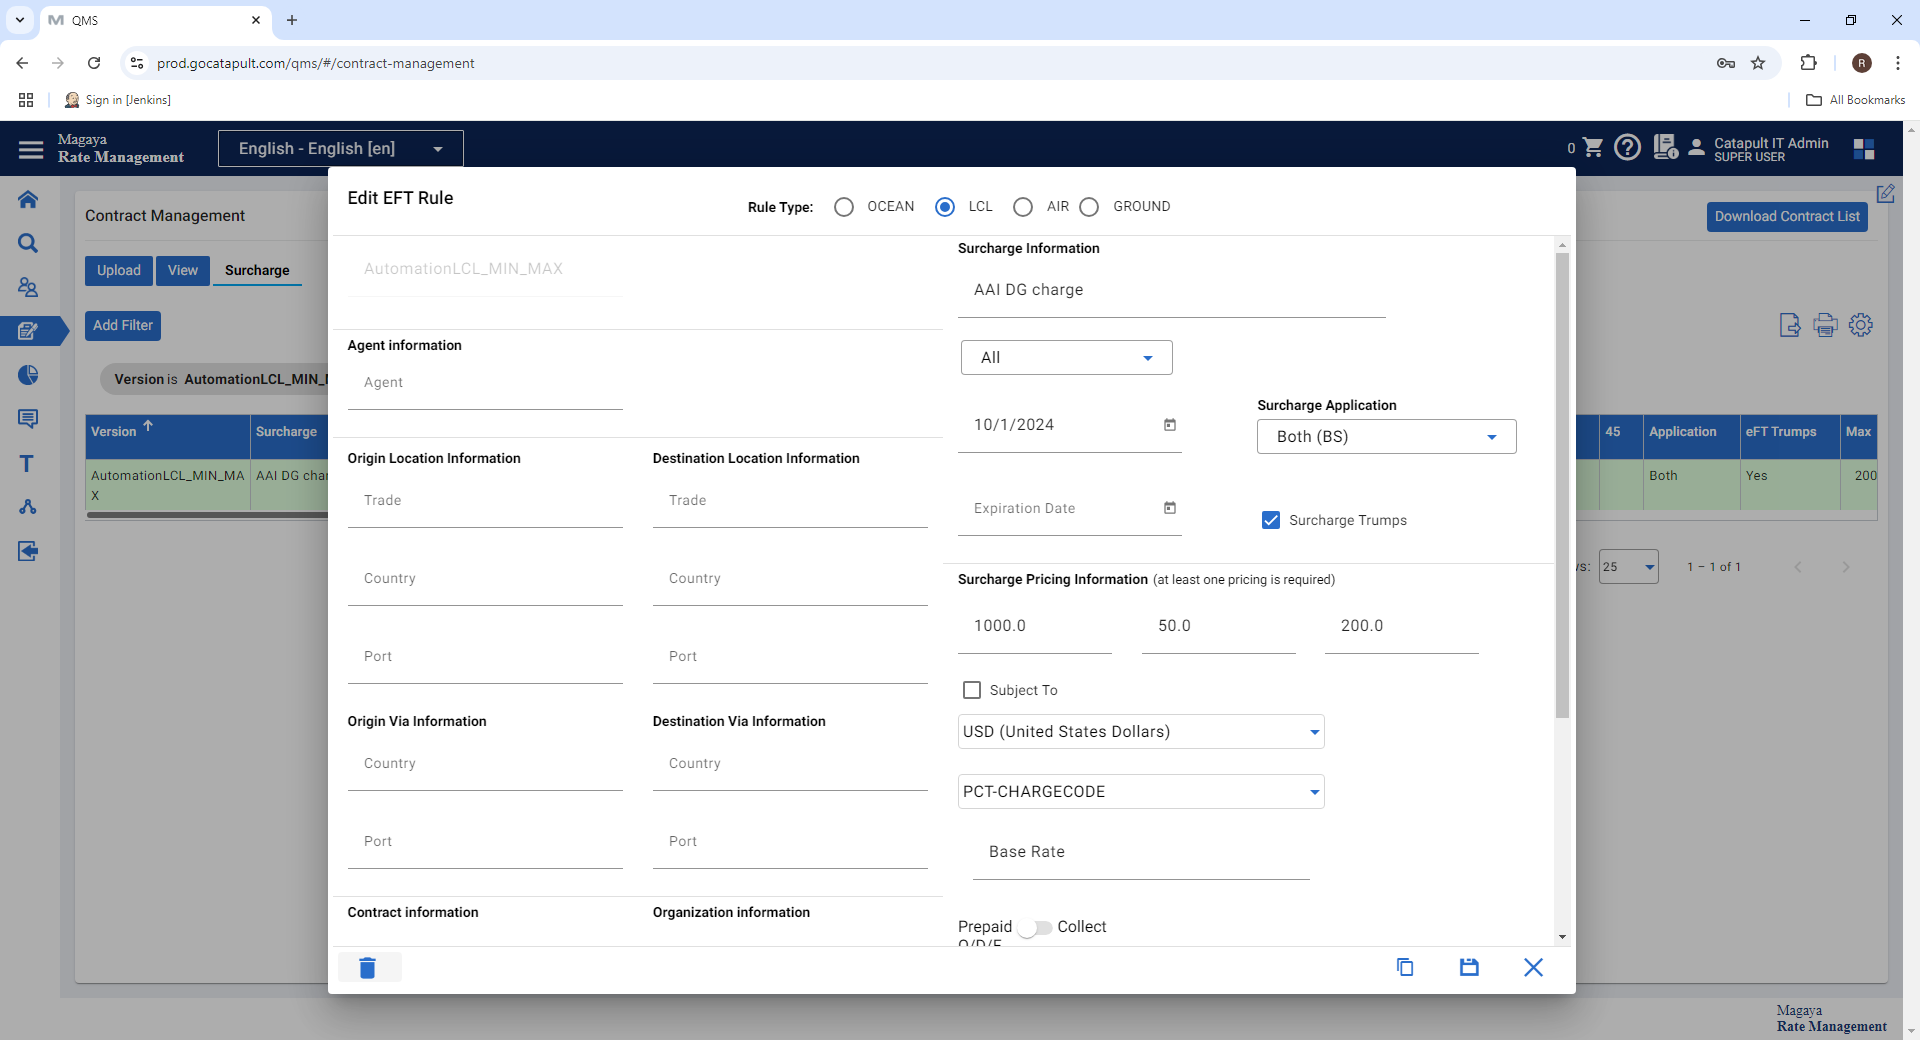 QMS
prod.gocatapult.com/qms/#/contract-management
R
Sign in [Jenkins]
All Bookmarks
Magaya
Rate Management
English - English [en]
0
Catapult IT Admin
SUPER USER
Contract Management
Download Contract List
Upload
View
Surcharge
Add Filter
Version is AutomationLCL_MIN_
Version
Surcharge
45
Application
eFT Trumps
Max
AutomationLCL_MIN_MA
X
AAI DG char
Both
Yes
200
25
1 – 1 of 1
Edit EFT Rule
Rule Type:
OCEAN
LCL
AIR
GROUND
AutomationLCL_MIN_MAX
Agent information
Agent
Origin Location Information
Destination Location Information
Trade
Trade
Country
Country
Port
Port
Origin Via Information
Destination Via Information
Country
Country
Port
Port
Contract information
Organization information
Surcharge Information
AAI DG charge
All
10/1/2024
Surcharge Application
Both (BS)
Expiration Date
Surcharge Trumps
Surcharge Pricing Information (at least one pricing is required)
1000.0
50.0
200.0
Subject To
USD (United States Dollars)
PCT-CHARGECODE
Base Rate
Prepaid
Collect
Magaya
Rate Management